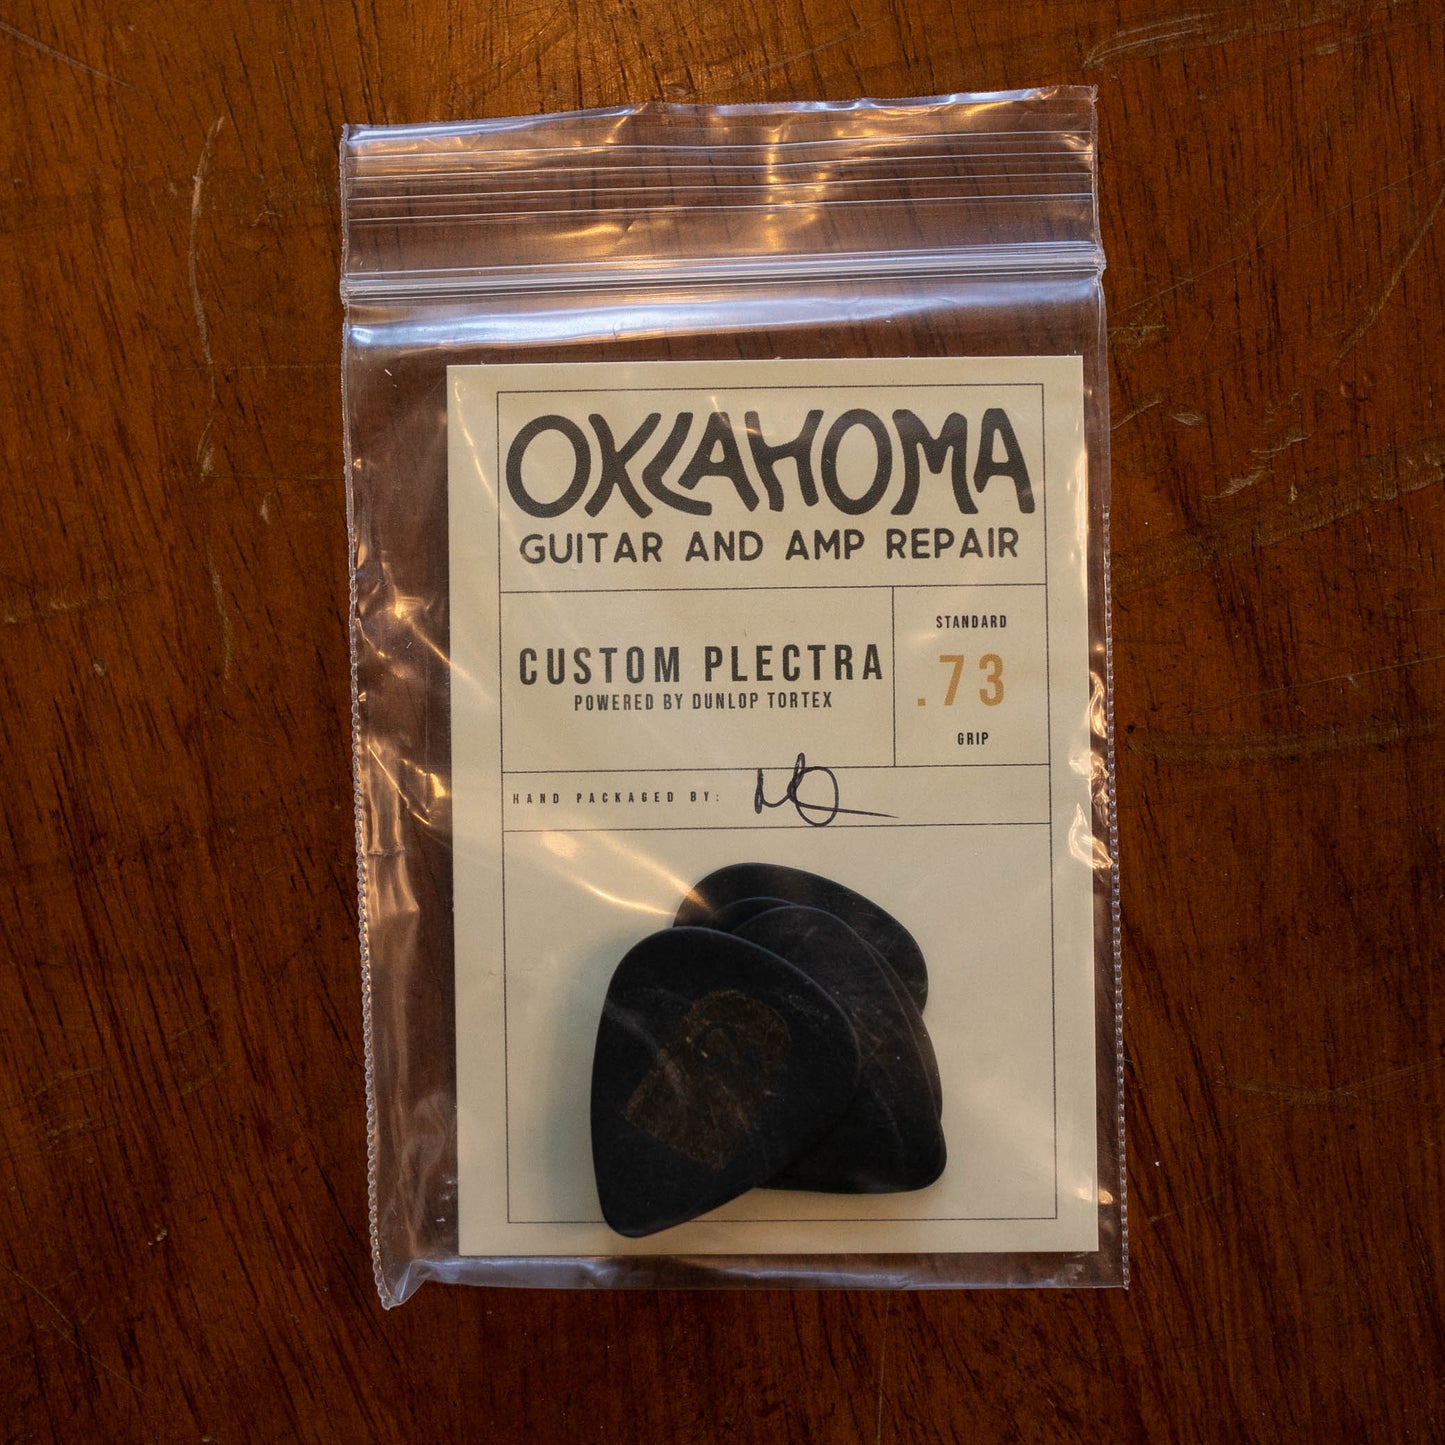 OKLAHOMA
GUITAR AND AMP REPAIR
CUSTOM PLECTRA
POWERED BY DUNLOP TORTEX
STANDARD
.73
GRIP
HAND PACKAGED BY: